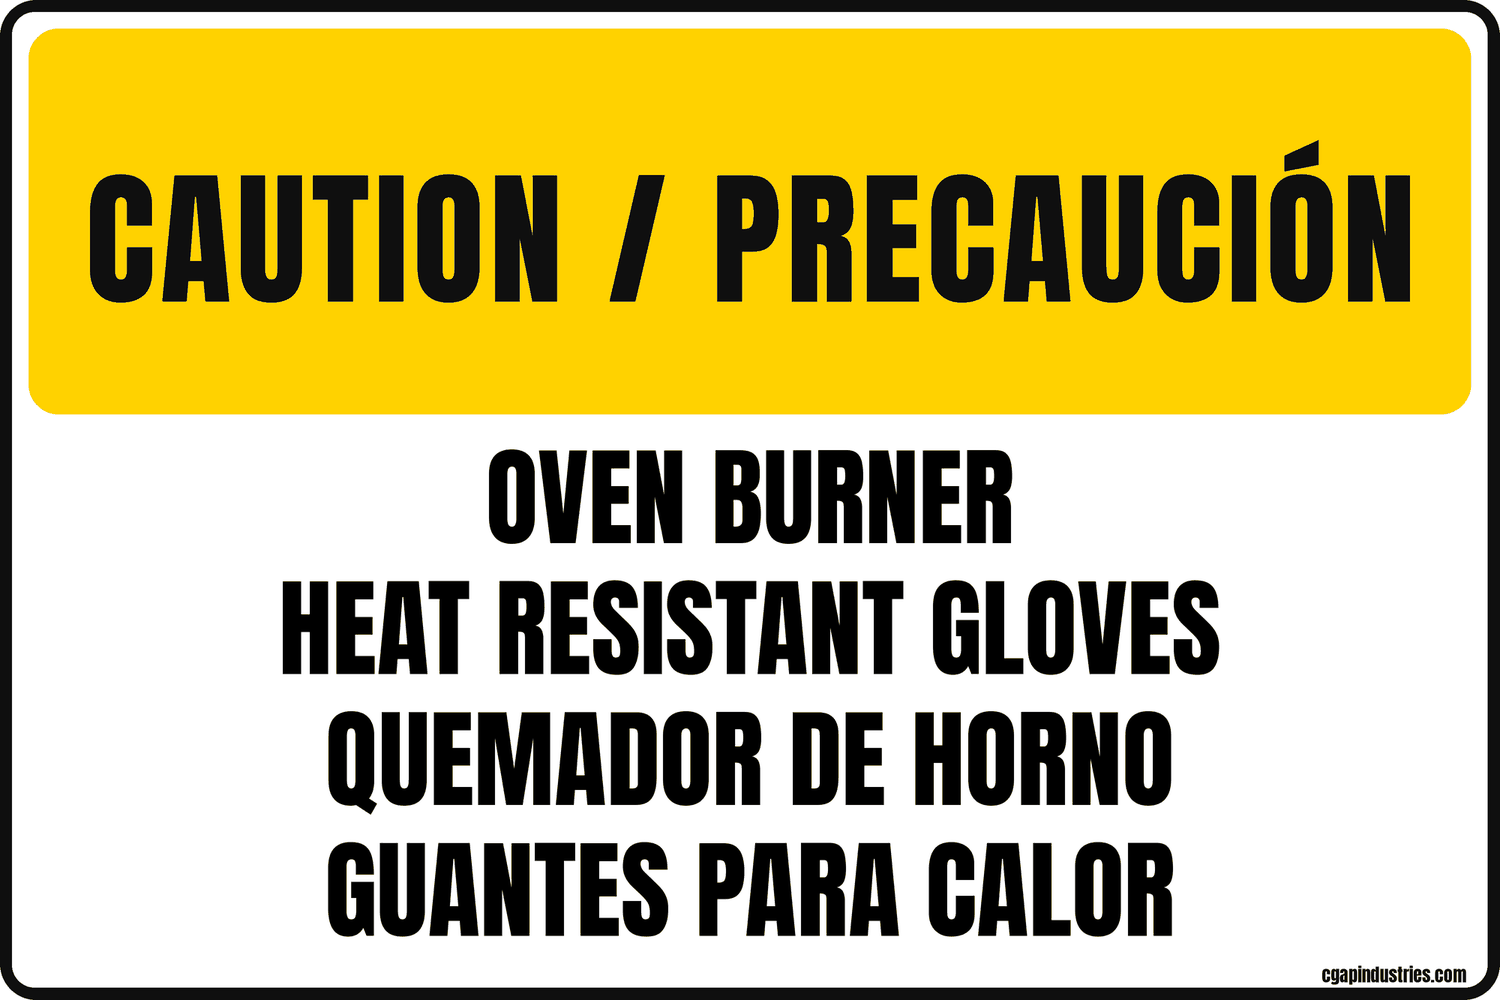 CAUTION / PRECAUCIÓN
OVEN BURNER
HEAT RESISTANT GLOVES
QUEMADOR DE HORNO
GUANTES PARA CALOR
cgapindustries.com